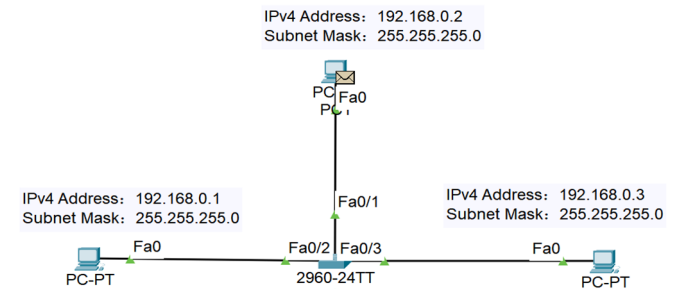 IPv4 Address: 192.168.0.2
Subnet Mask: 255.255.255.0
PC
Fa0
IPv4 Address: 192.168.0.1
Subnet Mask: 255.255.255.0
Fa0/1
IPv4 Address: 192.168.0.3
Subnet Mask: 255.255.255.0
Fa0
Fa0/2
Fa0/3
Fa0
PC-PT
2960-24TT
PC-PT